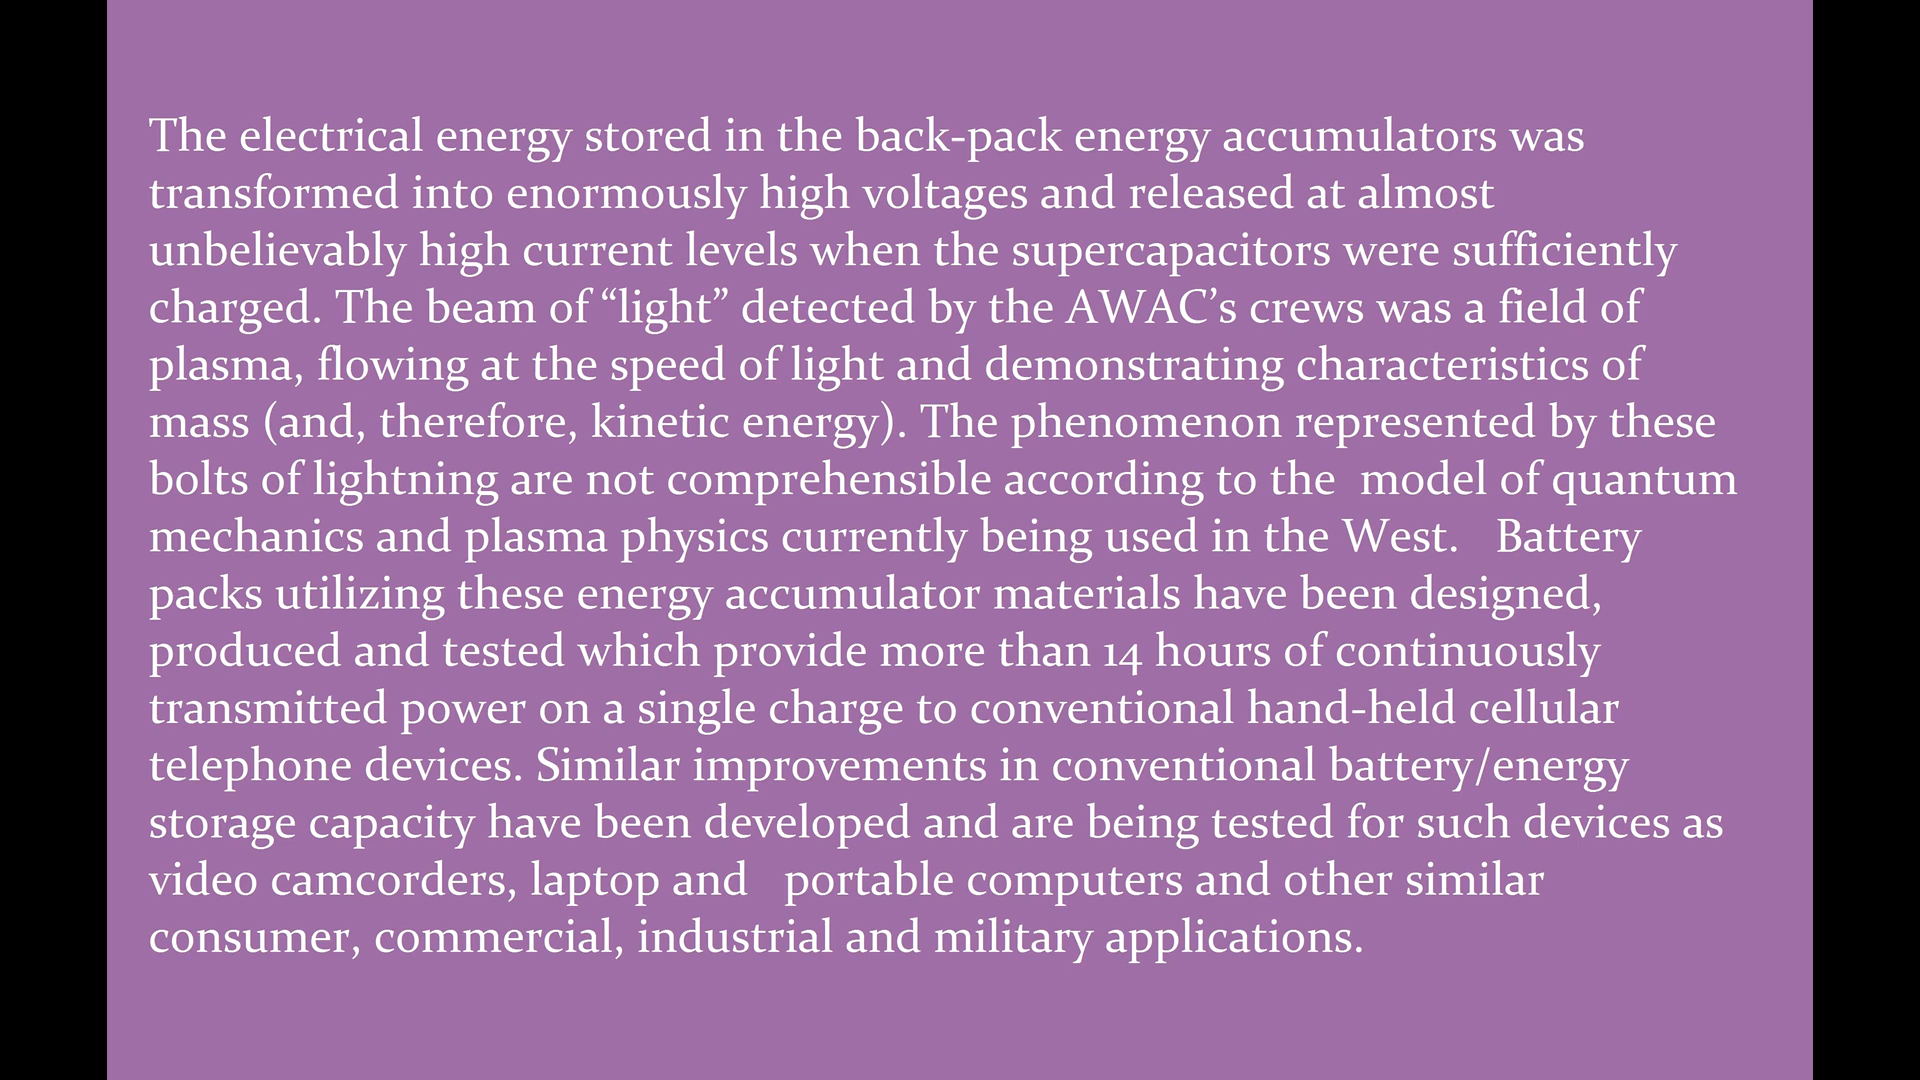 The electrical energy stored in the back-pack energy accumulators was
transformed into enormously high voltages and released at almost
unbelievably high current levels when the supercapacitors were sufficiently
charged. The beam of “light” detected by the AWAC’s crews was a field of
plasma, flowing at the speed of light and demonstrating characteristics of
mass (and, therefore, kinetic energy). The phenomenon represented by these
bolts of lightning are not comprehensible according to the  model of quantum
mechanics and plasma physics currently being used in the West.   Battery
packs utilizing these energy accumulator materials have been designed,
produced and tested which provide more than 14 hours of continuously
transmitted power on a single charge to conventional hand-held cellular
telephone devices. Similar improvements in conventional battery/energy
storage capacity have been developed and are being tested for such devices as
video camcorders, laptop and   portable computers and other similar
consumer, commercial, industrial and military applications.